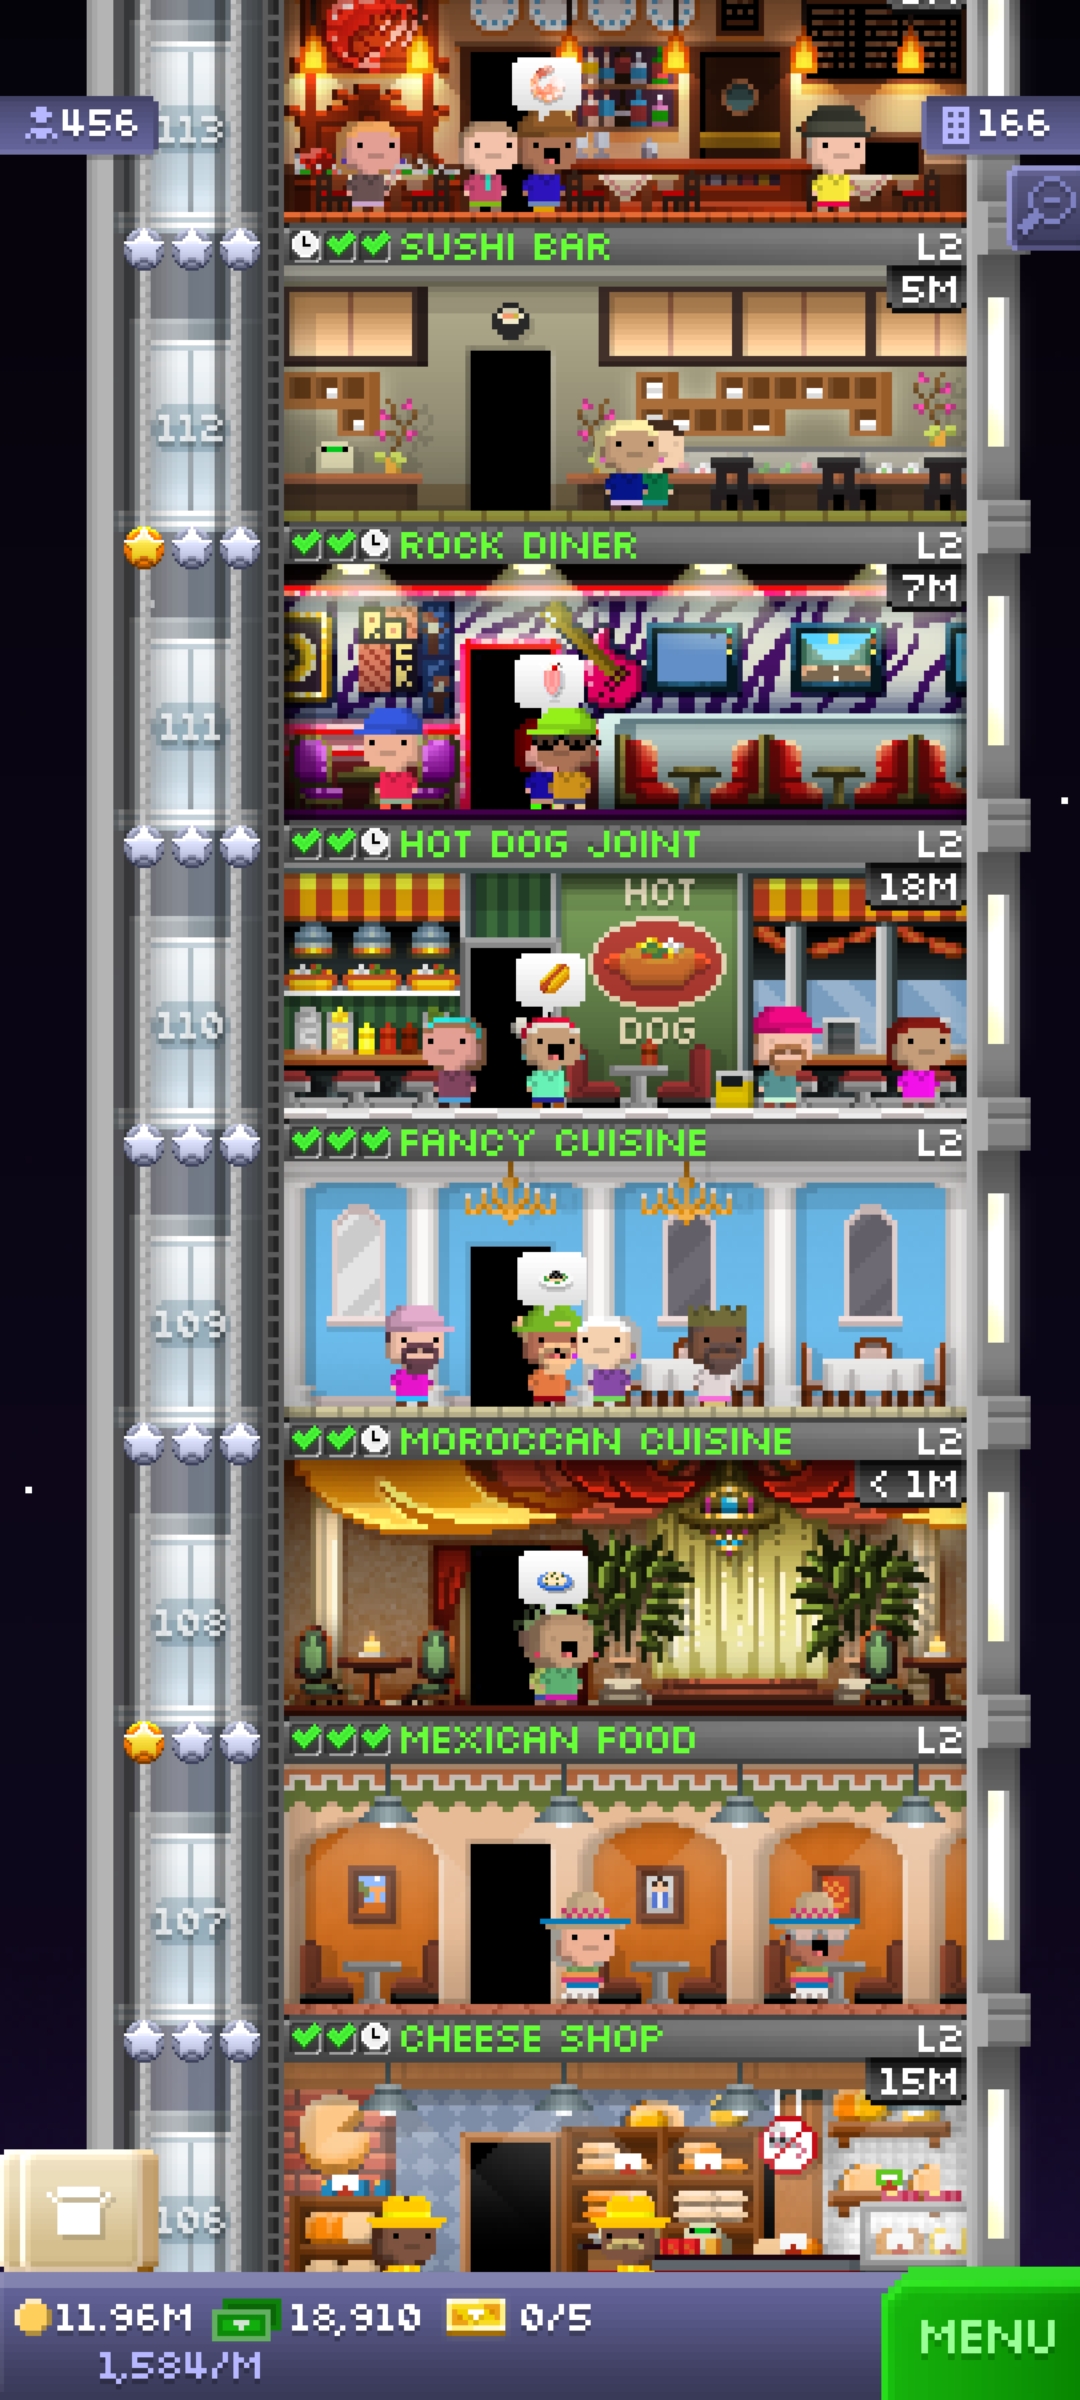 456
113
166
SUSHI BAR L2
5M
112
ROCK DINER L2
7M
ROCK
111
HOT DOG JOINT L2
18M
HOT
DOG
110
FANCY CUISINE L2
109
MOROCCAN CUISINE L2
< 1M
108
MEXICAN FOOD L2
107
CHEESE SHOP L2
15M
106
11.96M 18,910 0/5
1,584/M
MENU